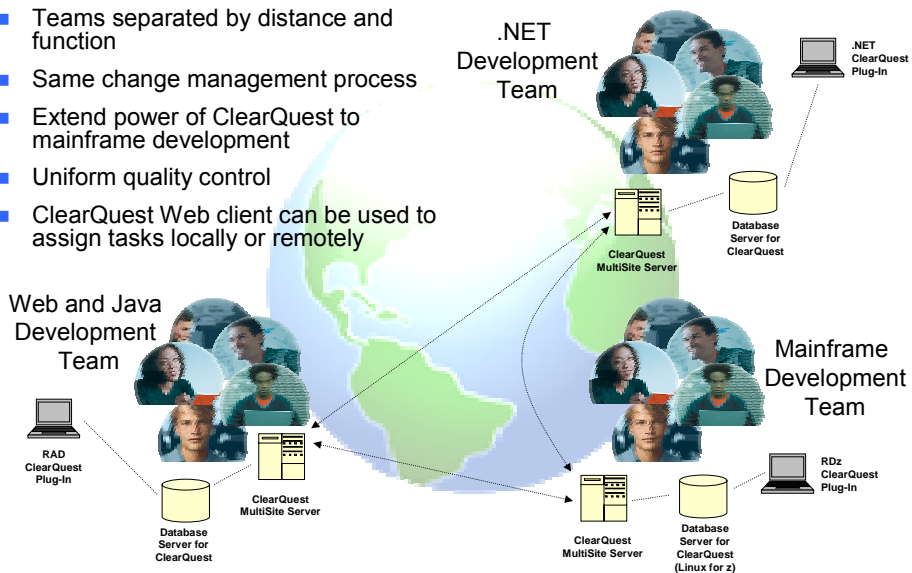 Teams separated by distance and
function
Same change management process
Extend power of ClearQuest to
mainframe development
Uniform quality control
ClearQuest Web client can be used to
assign tasks locally or remotely
.NET
Development
Team
.NET
ClearQuest
Plug-In
ClearQuest
MultiSite Server
Database
Server for
ClearQuest
Web and Java
Development
Team
RAD
ClearQuest
Plug-In
Database
Server for
ClearQuest
ClearQuest
MultiSite Server
Mainframe
Development
Team
RDz
ClearQuest
Plug-In
ClearQuest
MultiSite Server
Database
Server for
ClearQuest
(Linux for z)